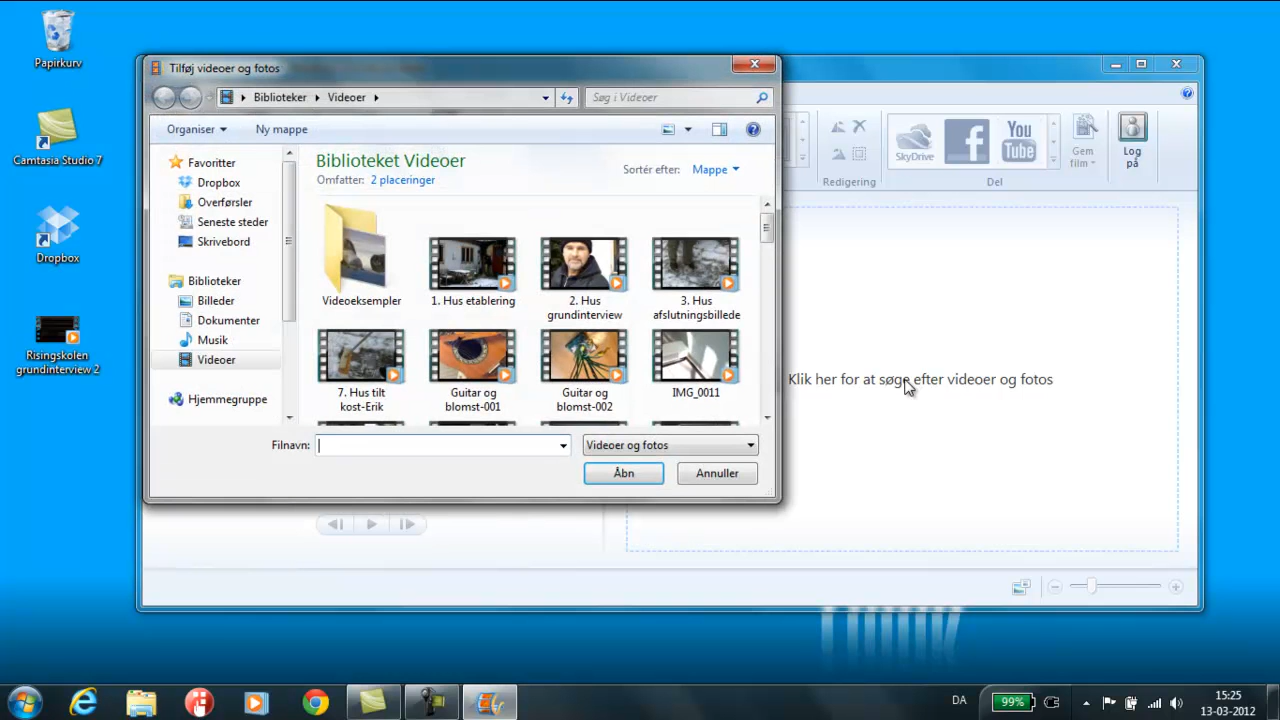 Papirkurv
Camtasia Studio 7
Dropbox
Risingskolen
grundinterview 2
Tilføj videoer og fotos
Biblioteker
Videoer
Søg i Videoer
Organiser
Ny mappe
Favoritter
Dropbox
Overførsler
Seneste steder
Skrivebord
Biblioteker
Billeder
Dokumenter
Musik
Videoer
Hjemmegruppe
Biblioteket Videoer
Omfatter: 2 placeringer
Sortér efter: Mappe
Videoeksempler
1. Hus etablering
2. Hus
grundinterview
3. Hus
afslutningsbillede
7. Hus tilt
kost-Erik
Guitar og
blomst-001
Guitar og
blomst-002
IMG_0011
Filnavn:
Videoer og fotos
Åbn
Annuller
SkyDrive
You
Tube
Gem
film
Log
på
Redigering
Del
Klik her for at søge efter videoer og fotos
DA
99%
15:25
13-03-2012